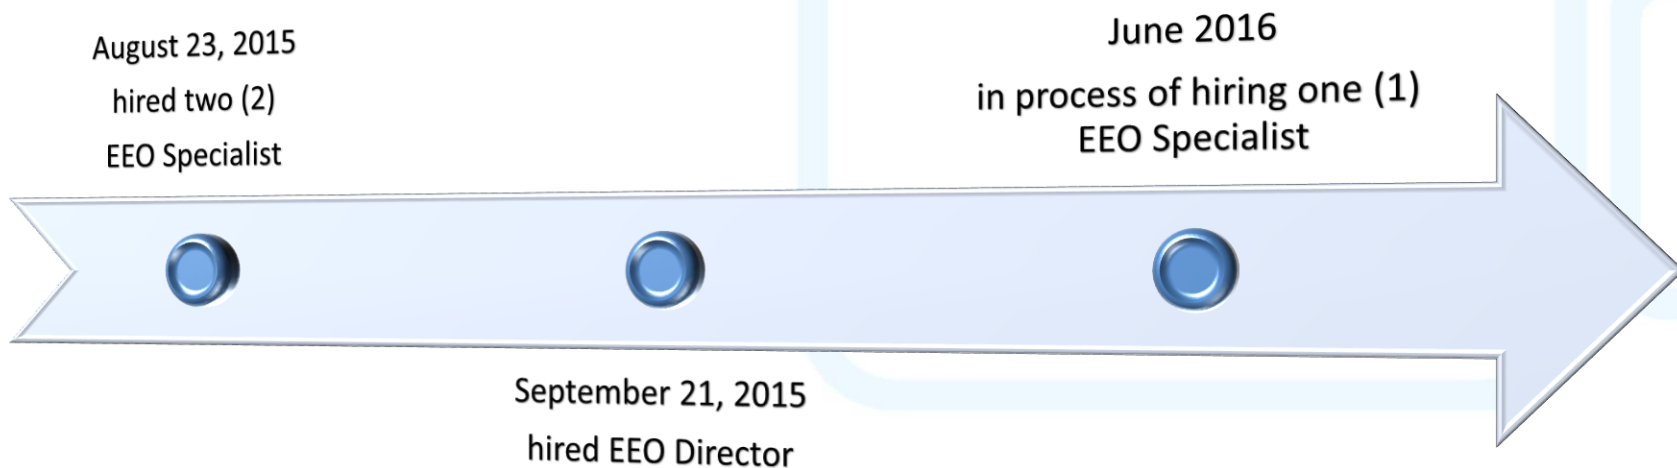 August 23, 2015
hired two (2)
EEO Specialist
September 21, 2015
hired EEO Director
June 2016
in process of hiring one (1)
EEO Specialist